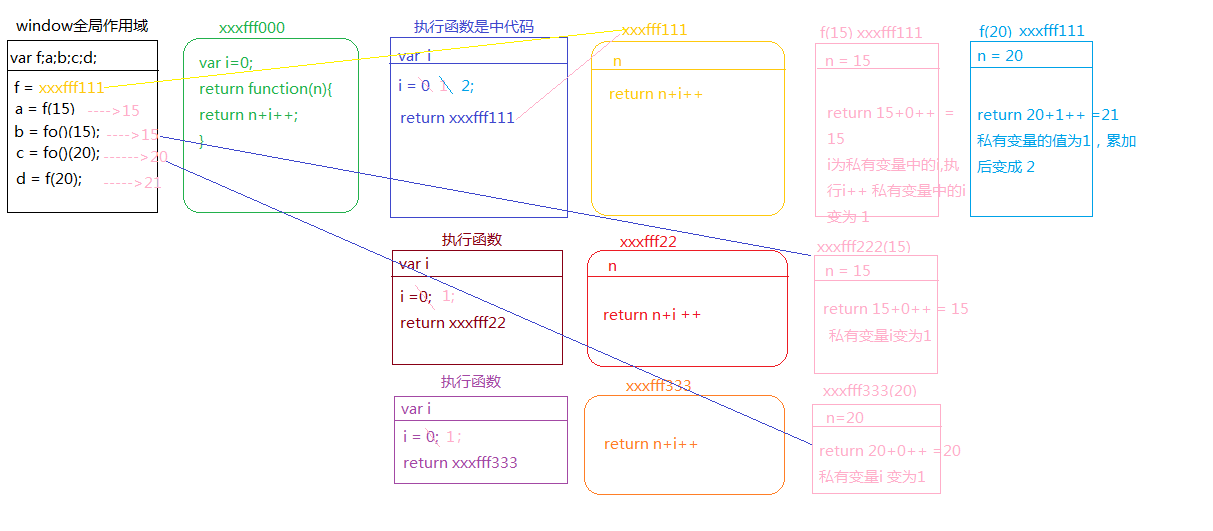 window全局作用域
var f;a;b;c;d;
f = xxxfff111
a = f(15) ---->15
b = fo()(15); ---->15
c = fo()(20); ----->20
d = f(20); ----->21
xxxfff000
var i=0;
return function(n){
return n+i++;
}
执行函数是中代码
var i
i = 0 1 2;
return xxxfff111
xxxfff111
n
return n+i++
f(15) xxxfff111
n = 15
return 15+0++ =
15
i为私有变量中的,执
行i++ 私有变量中的i
变为 1
f(20) xxxfff111
n = 20
return 20+1++ =21
私有变量的值为1，累加
后变成 2
执行函数
var i
i =0; 1;
return xxxfff22
xxxfff22
n
return n+i ++
xxxfff222(15)
n = 15
return 15+0++ = 15
私有变量i变为1
执行函数
var i
i = 0; 1;
return xxxfff333
xxxfff333
return n+i++
xxxfff333(20)
n=20
return 20+0++ =20
私有变量i 变为1